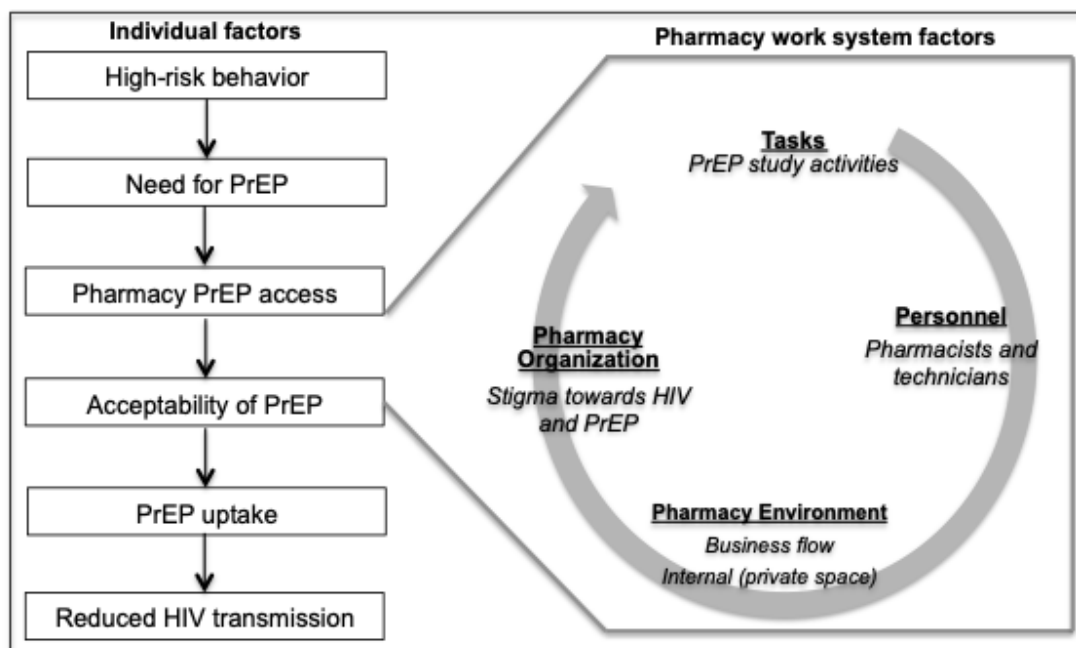 Individual factors
High-risk behavior
Need for PrEP
Pharmacy PrEP access
Acceptability of PrEP
PrEP uptake
Reduced HIV transmission
Pharmacy work system factors
Tasks
PrEP study activities
Personnel
Pharmacists and
technicians
Pharmacy Environment
Business flow
Internal (private space)
Pharmacy
Organization
Stigma towards HIV
and PrEP